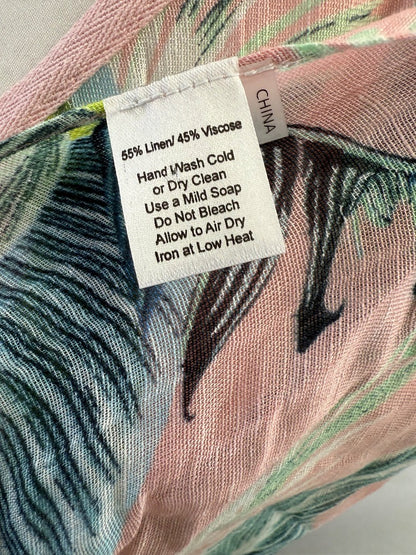 55% Linen/ 45% Viscose
Hand Wash Cold
or Dry Clean
Use a Mild Soap
Do Not Bleach
Allow to Air Dry
Iron at Low Heat
CHINA